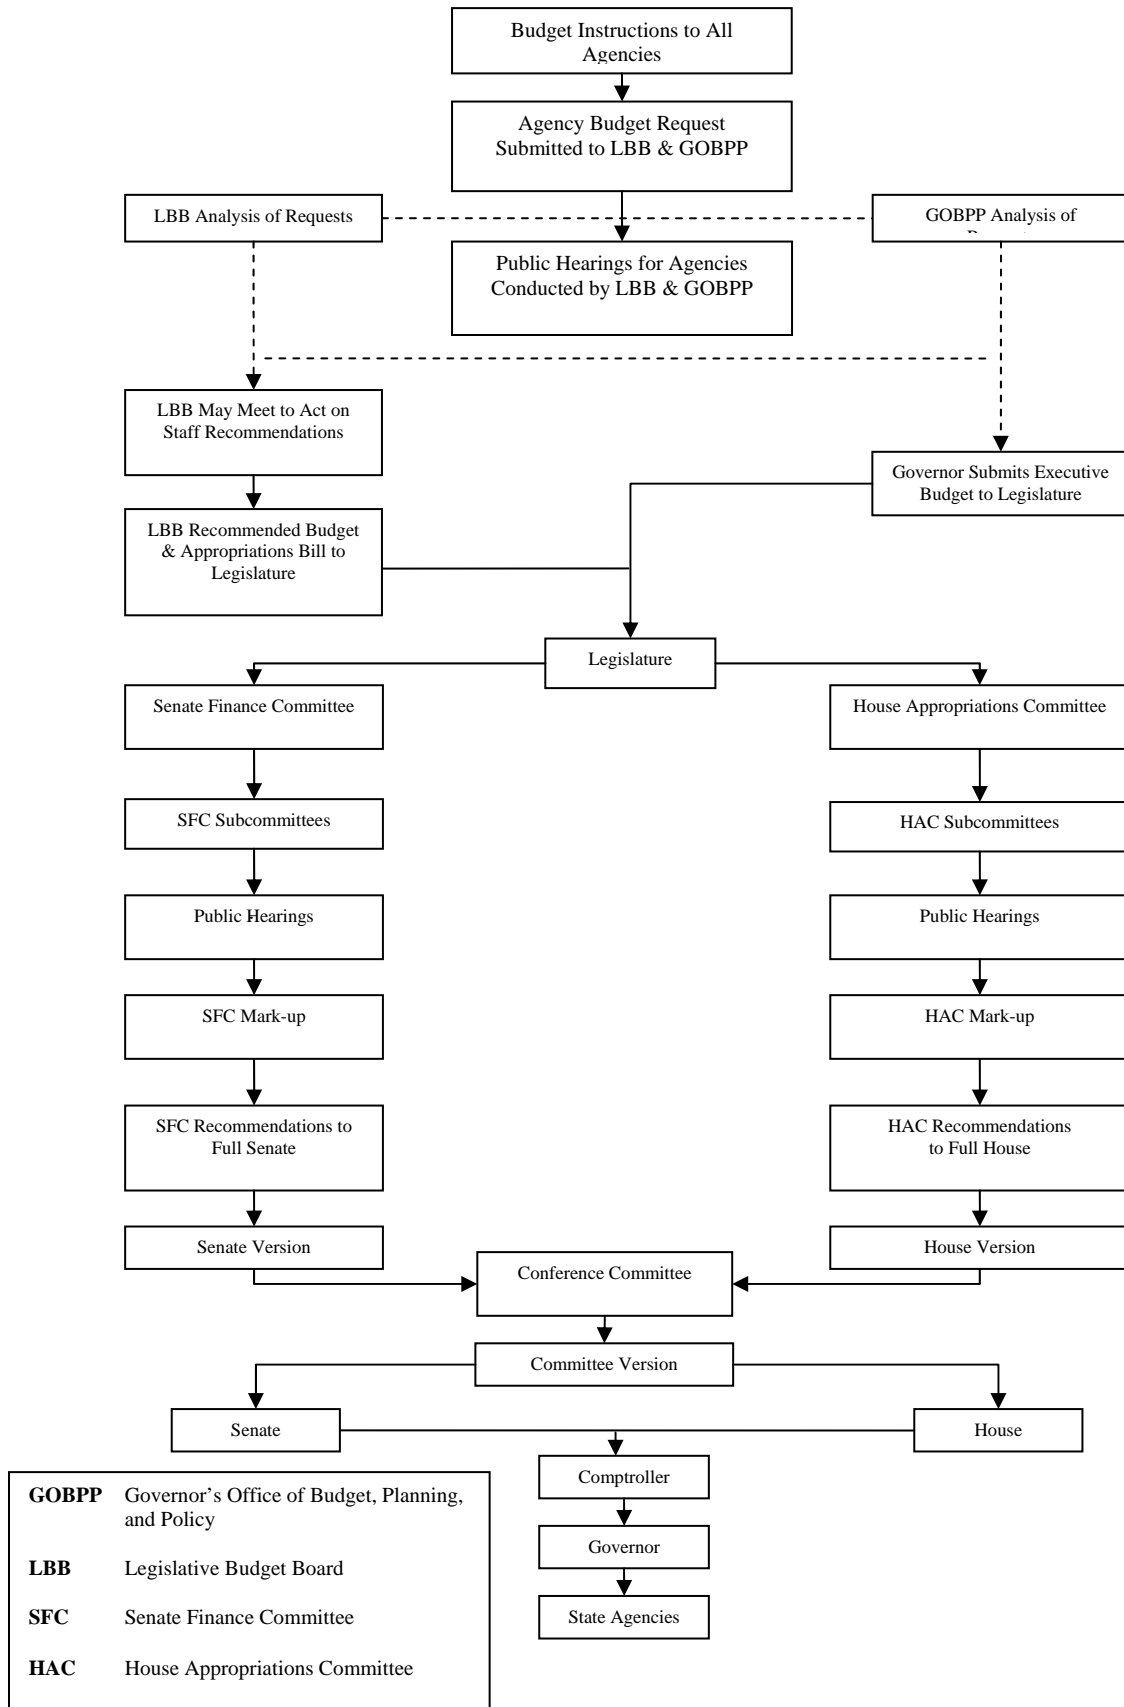 Budget Instructions to All
Agencies
Agency Budget Request
Submitted to LBB & GOBPP
LBB Analysis of Requests
GOBPP Analysis of
Public Hearings for Agencies
Conducted by LBB & GOBPP
LBB May Meet to Act on
Staff Recommendations
Governor Submits Executive
Budget to Legislature
LBB Recommended Budget
& Appropriations Bill to
Legislature
Legislature
Senate Finance Committee
House Appropriations Committee
SFC Subcommittees
HAC Subcommittees
Public Hearings
Public Hearings
SFC Mark-up
HAC Mark-up
SFC Recommendations to
Full Senate
HAC Recommendations
to Full House
Senate Version
House Version
Conference Committee
Committee Version
Senate
House
Comptroller
Governor
State Agencies
GOBPP Governor’s Office of Budget, Planning,
and Policy
LBB Legislative Budget Board
SFC Senate Finance Committee
HAC House Appropriations Committee